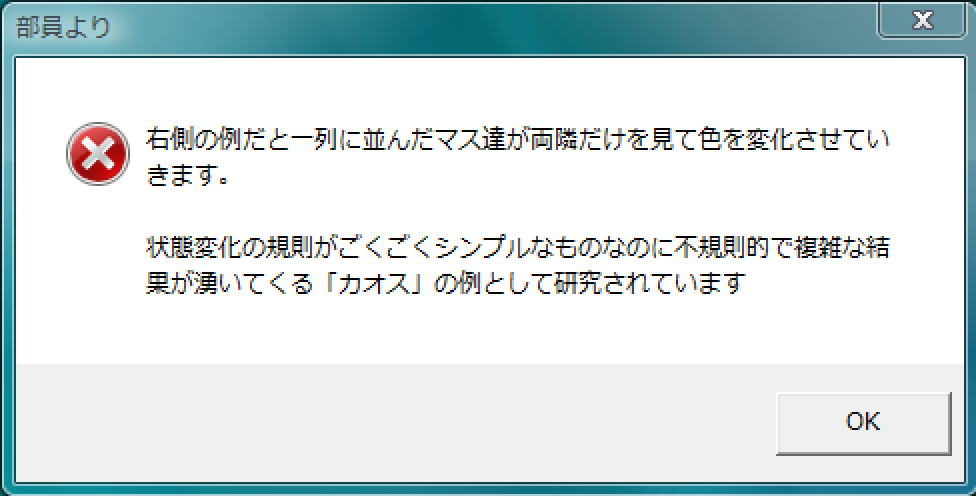 部員より
右側の例だと一列に並んだマス達が両隣だけを見て色を変化させてい
きます。
状態変化の規則がごくごくシンプルなものなのに不規則的で複雑な結
果が湧いてくる「カオス」の例として研究されています
OK